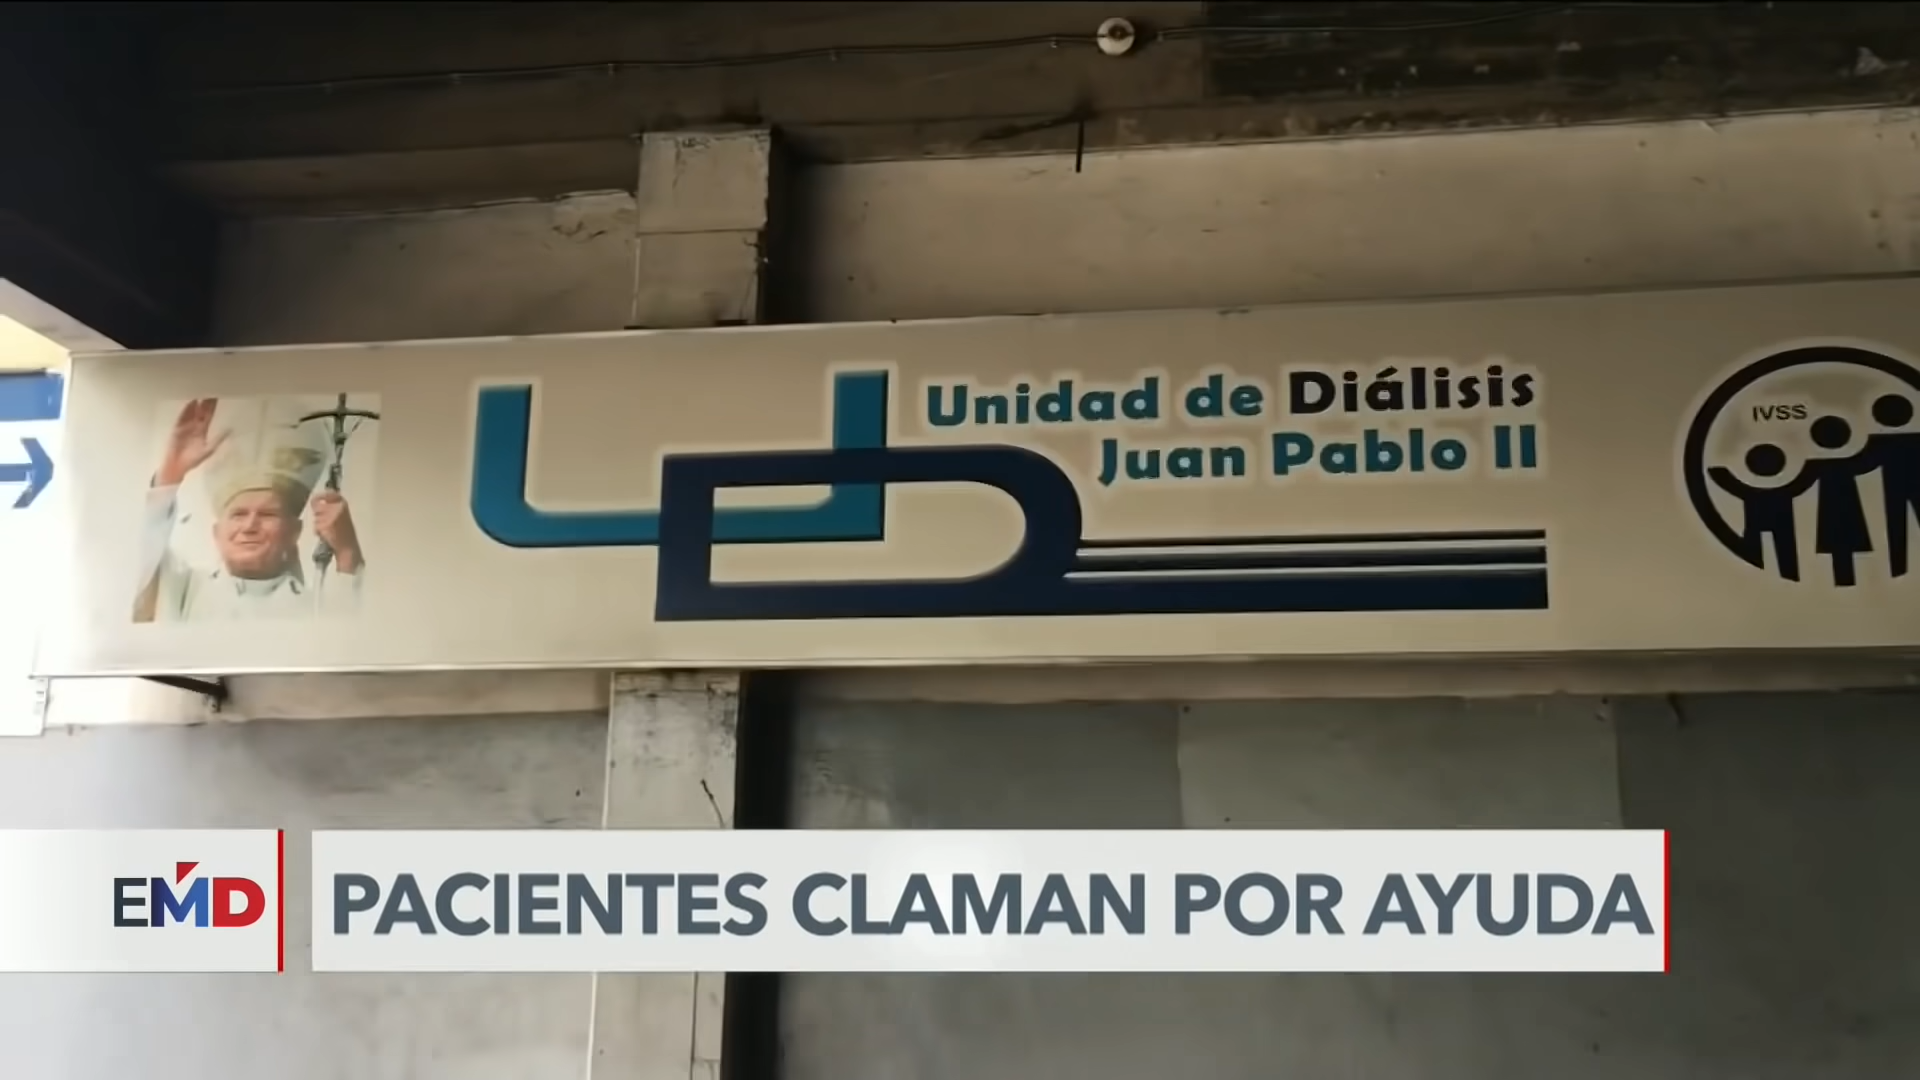 Unidad de Diálisis
Juan Pablo II
IVSS
EMD
PACIENTES CLAMAN POR AYUDA